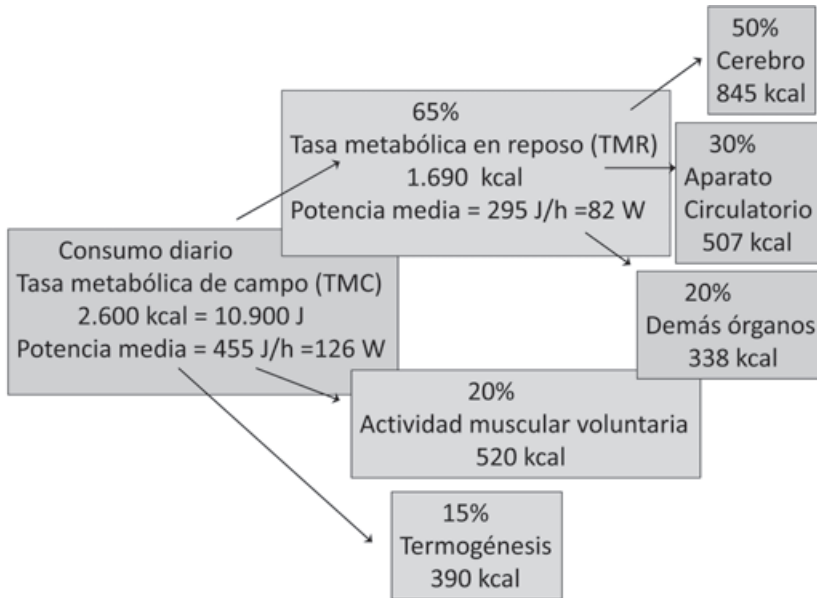 50%
Cerebro
845 kcal
65%
Tasa metabólica en reposo (TMR)
1.690 kcal
Potencia media = 295 J/h =82 W
30%
Aparato
Circulatorio
507 kcal
Consumo diario
Tasa metabólica de campo (TMC)
2.600 kcal = 10.900 J
Potencia media = 455 J/h =126 W
20%
Demás órganos
338 kcal
20%
Actividad muscular voluntaria
520 kcal
15%
Termogénesis
390 kcal